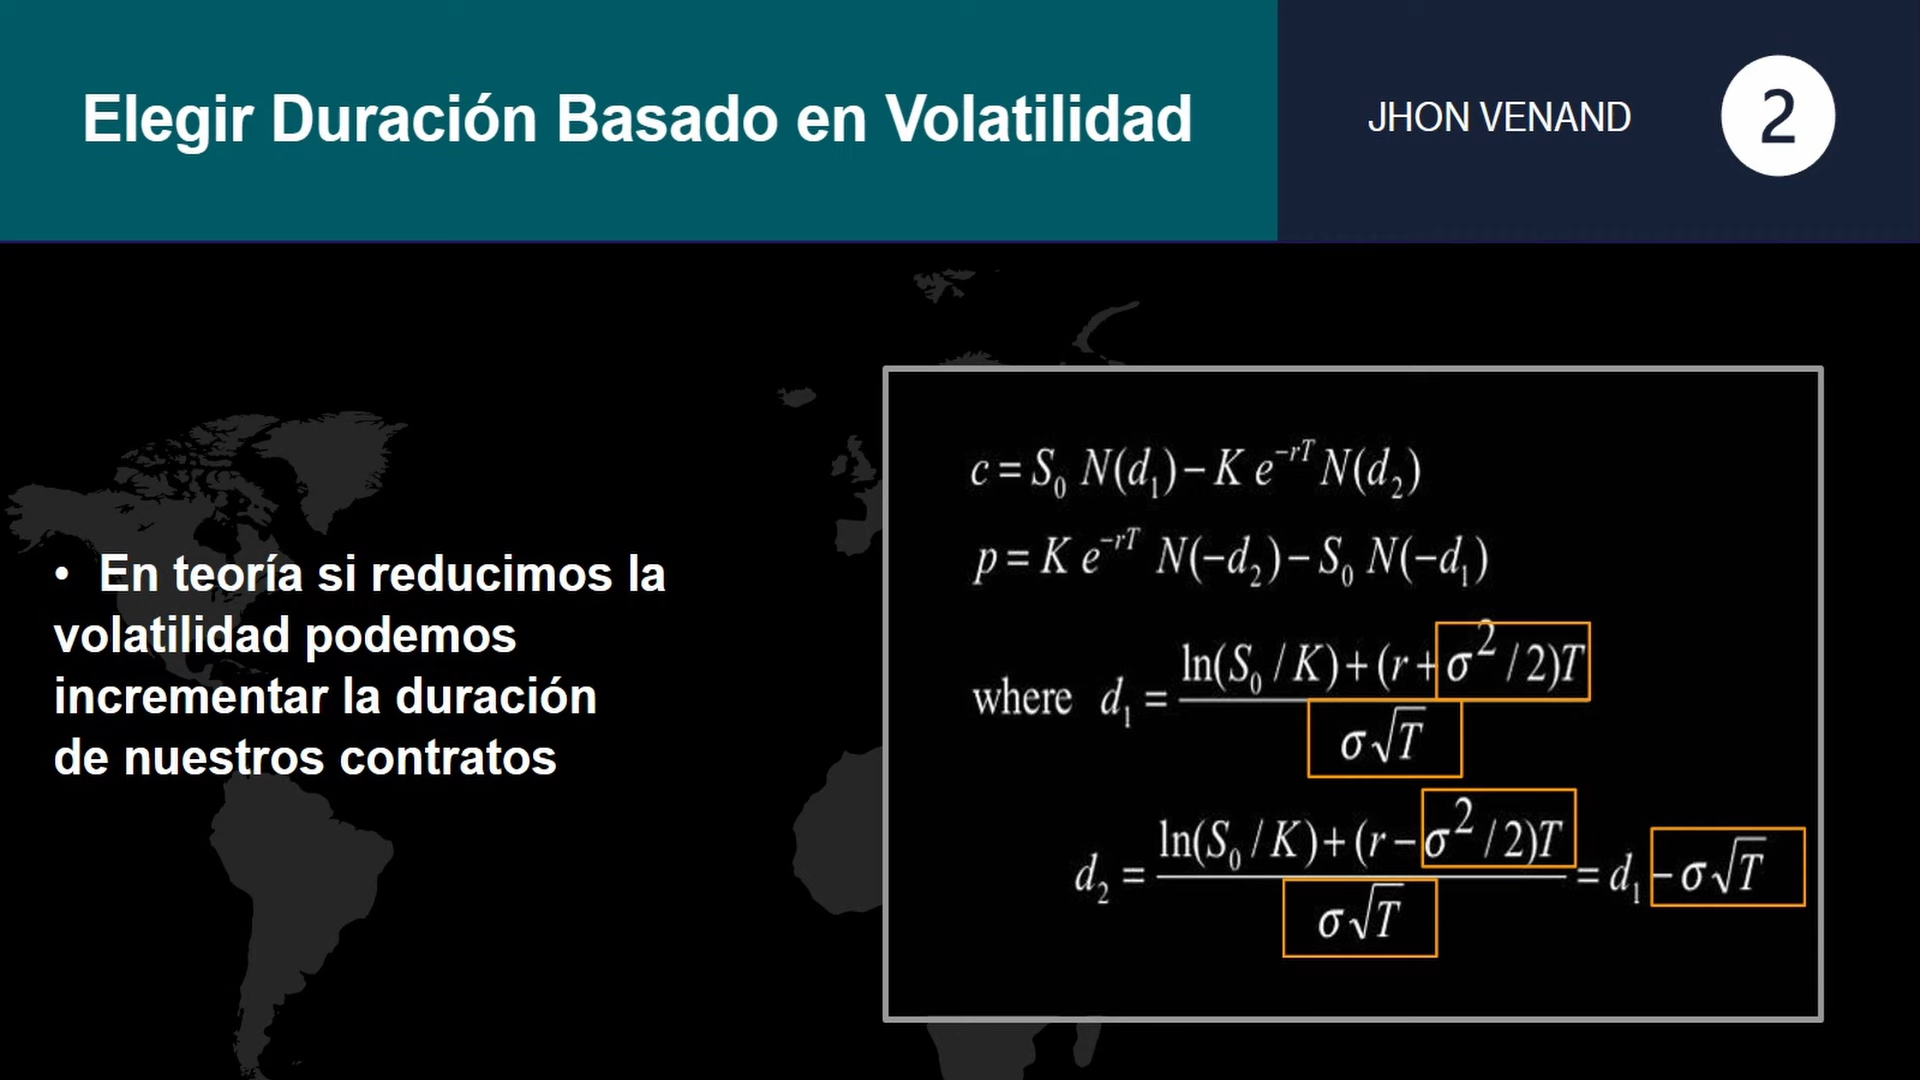 Elegir Duración Basado en Volatilidad
JHON VENAND
2
• En teoría si reducimos la
volatilidad podemos
incrementar la duración
de nuestros contratos
c = S₀ N(d₁) − K e^−rT N(d₂)
p = K e^−rT N(−d₂) − S₀ N(−d₁)
where d₁ = ln(S₀ / K) + (r + σ² / 2)T
σ√T
d₂ = ln(S₀ / K) + (r − σ² / 2)T = d₁ − σ√T
σ√T